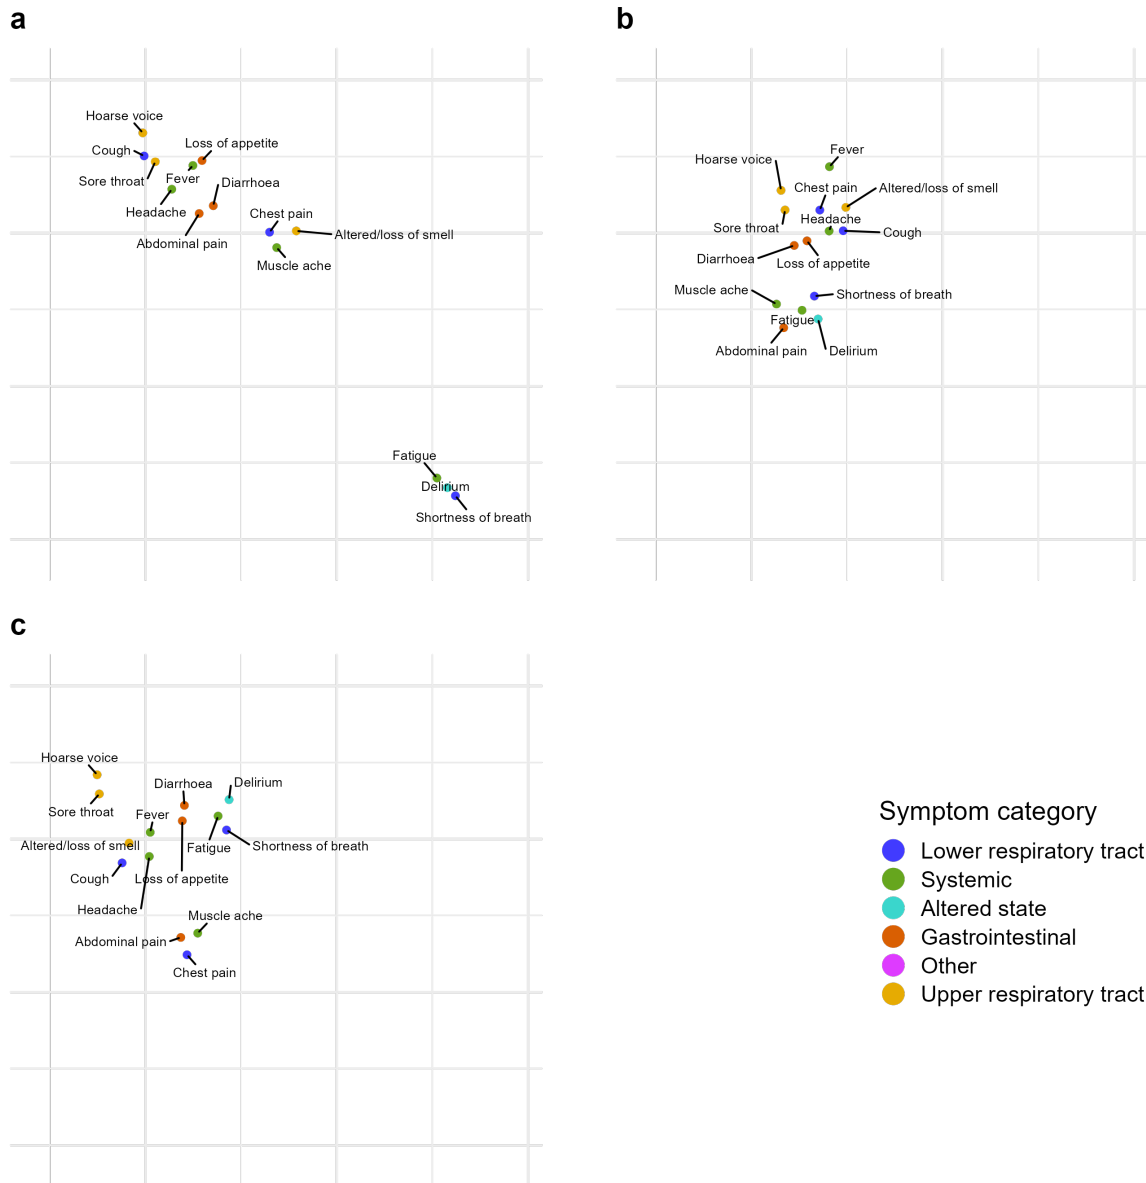 a
Hoarse voice
Cough
Loss of appetite
Sore throat
Fever
Diarrhoea
Headache
Chest pain
Abdominal pain
Altered/loss of smell
Muscle ache
Fatigue
Delirium
Shortness of breath
b
Fever
Hoarse voice
Chest pain
Altered/loss of smell
Headache
Sore throat
Cough
Diarrhoea
Loss of appetite
Muscle ache
Shortness of breath
Fatigue
Abdominal pain
Delirium
c
Hoarse voice
Diarrhoea
Delirium
Sore throat
Fever
Altered/loss of smell
Fatigue
Shortness of breath
Cough
Loss of appetite
Headache
Muscle ache
Abdominal pain
Chest pain
Symptom category
Lower respiratory tract
Systemic
Altered state
Gastrointestinal
Other
Upper respiratory tract